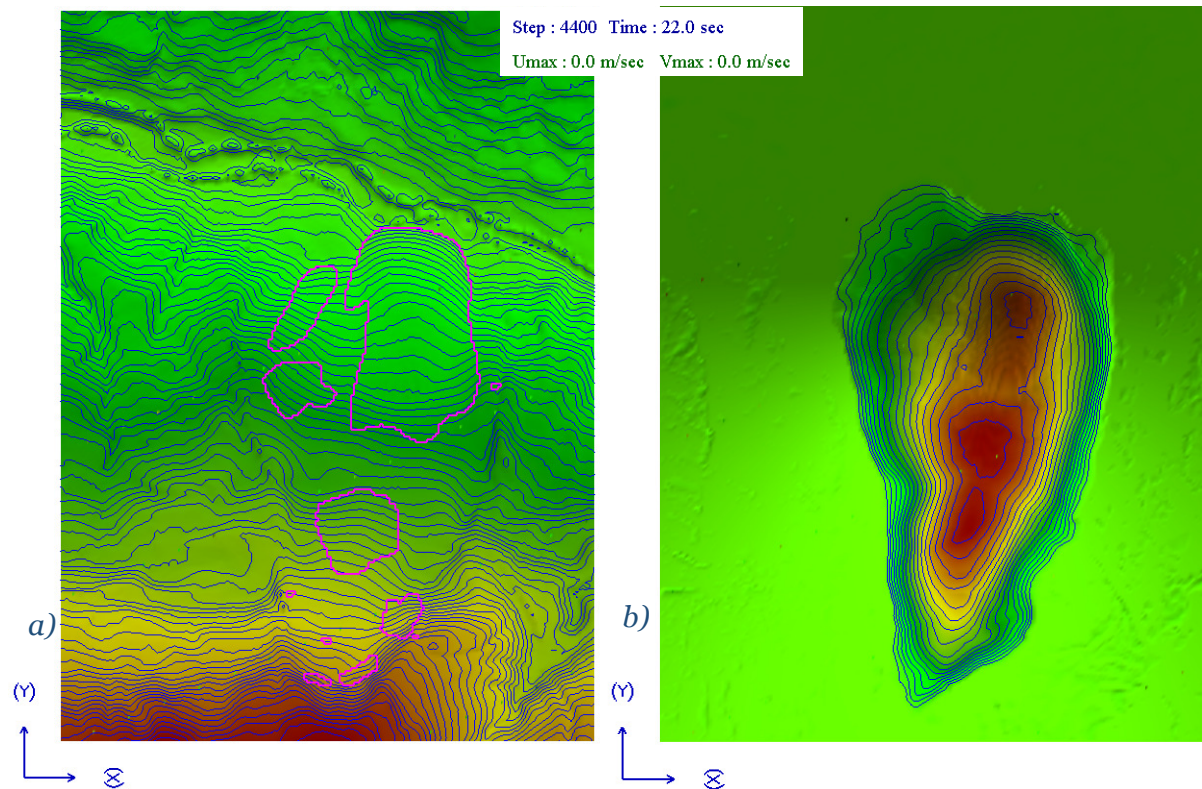 Step : 4400 Time : 22.0 sec
Umax : 0.0 m/sec Vmax : 0.0 m/sec
a)
b)
(Y)
(X)
(Y)
(X)